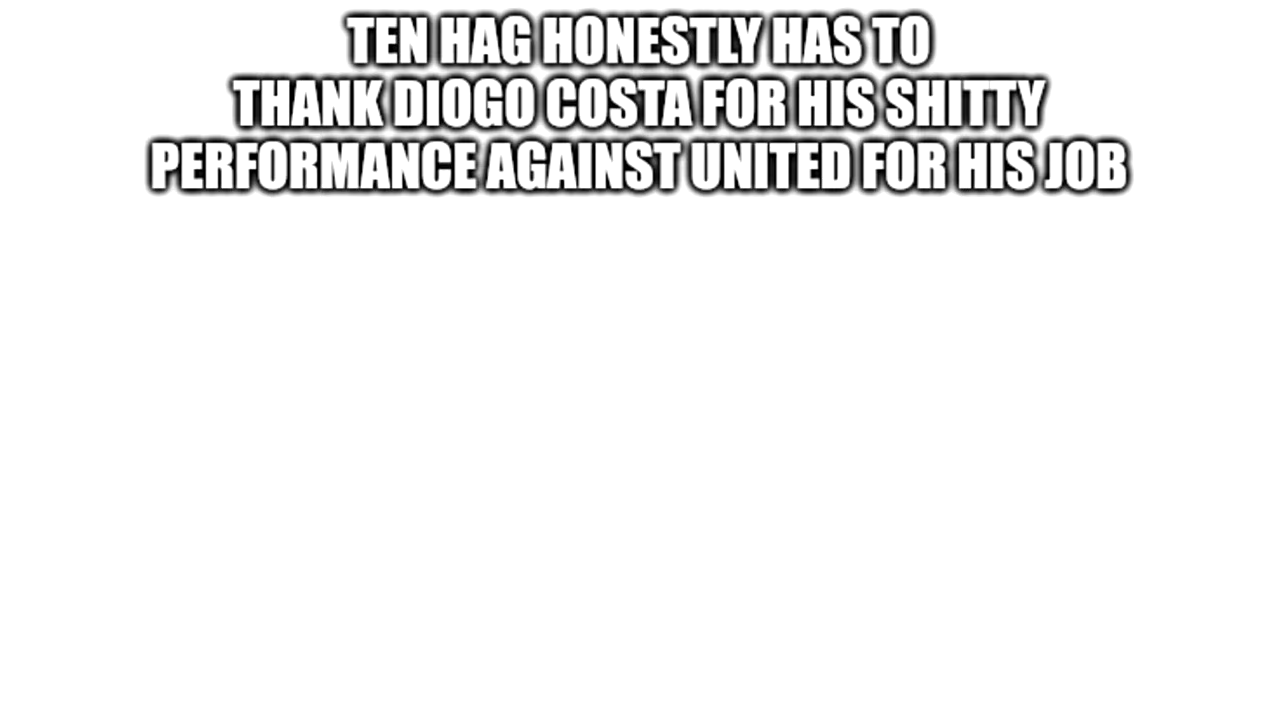 TEN HAG HONESTLY HAS TO
THANK DIOGO COSTA FOR HIS SHITTY
PERFORMANCE AGAINST UNITED FOR HIS JOB